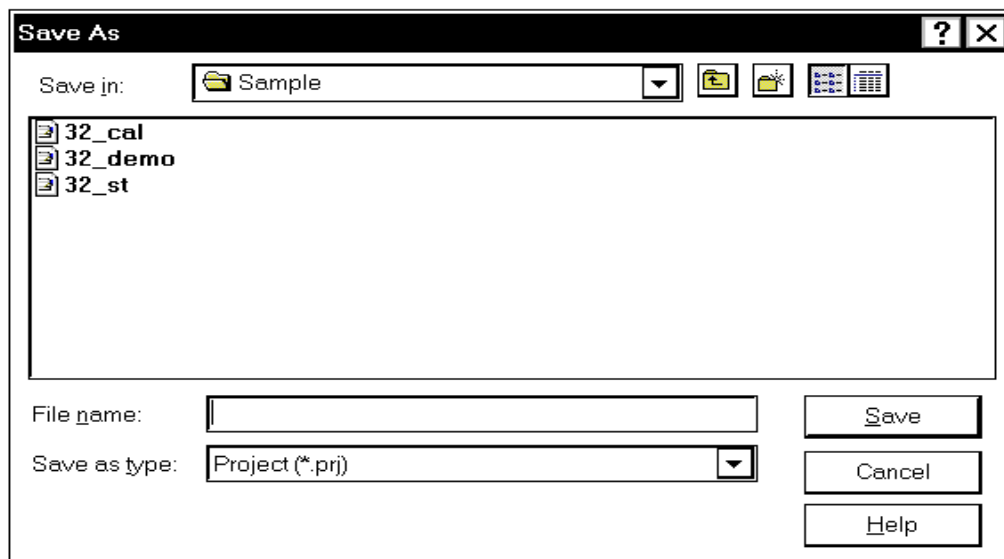 Save As
Save in: Sample
32_cal
32_demo
32_st
File name:
Save
Save as type: Project (*.prj)
Cancel
Help